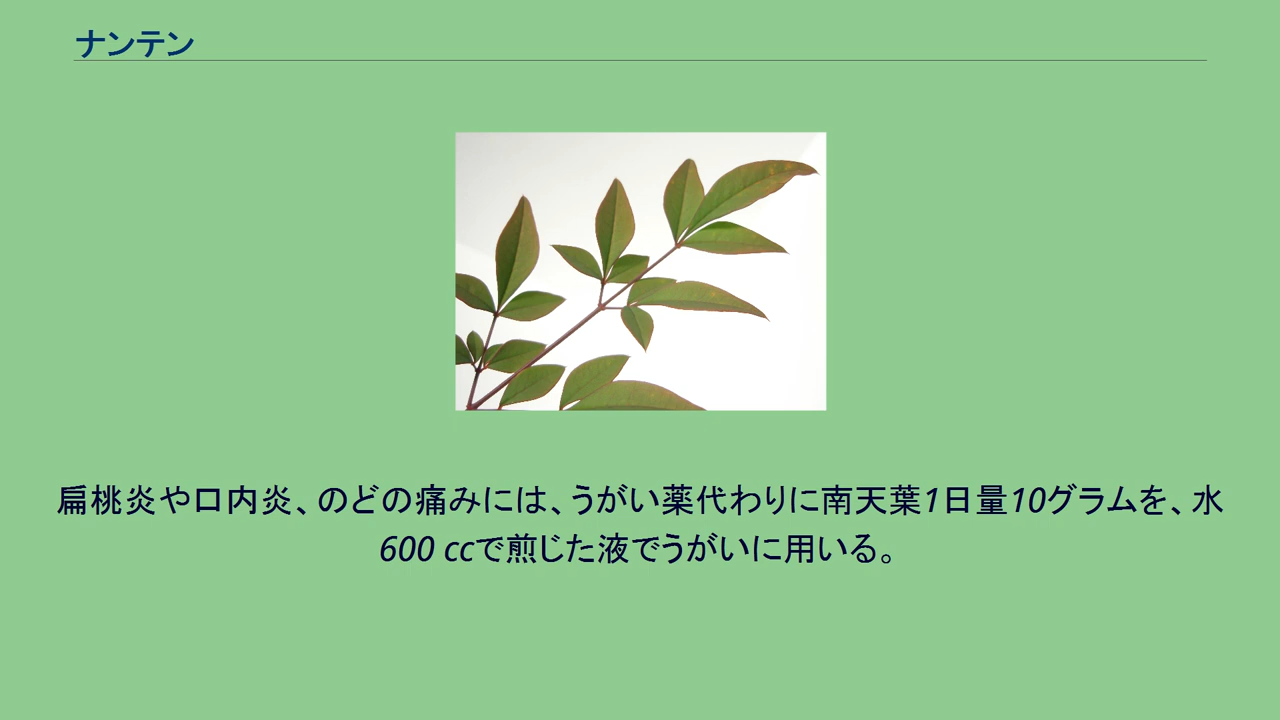 ナンテン
扁桃炎や口内炎、のどの痛みには、うがい薬代わりに南天葉1日量10グラムを、水
600 ccで煎じた液でうがいに用いる。